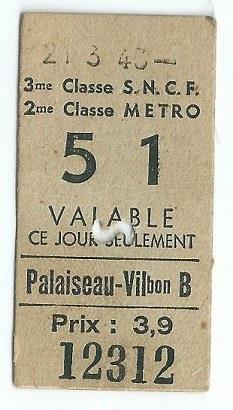 21 3 43
3me Classe S.N.C.F.
2me Classe METRO
5 1
VALABLE
CE JOUR SEULEMENT
Palaiseau-Vilbon B
Prix : 3,9
12312